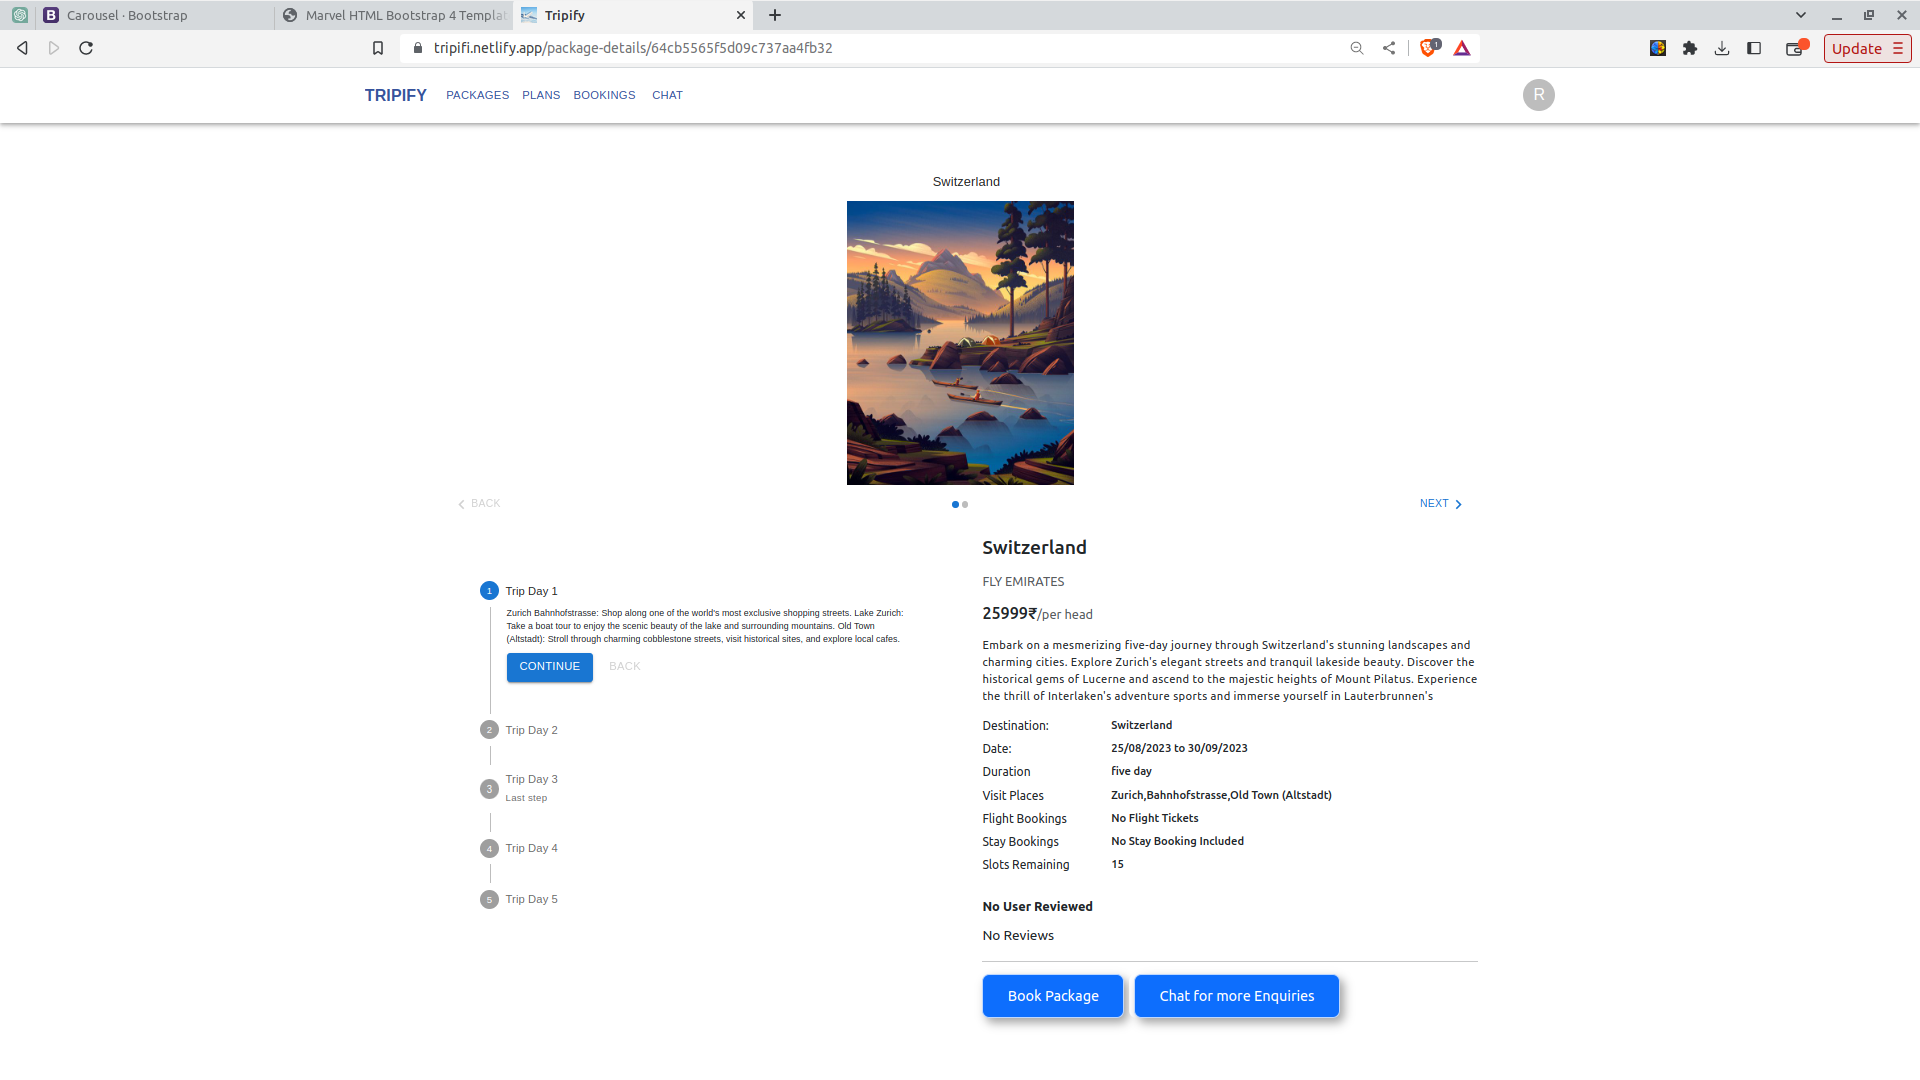 Carousel · Bootstrap
Marvel HTML Bootstrap 4 Templat
Tripify
tripifi.netlify.app/package-details/64cb5565f5d09c737aa4fb32
1
Update
TRIPIFY
PACKAGES
PLANS
BOOKINGS
CHAT
R
Switzerland
BACK
NEXT
1
Trip Day 1
Zurich Bahnhofstrasse: Shop along one of the world's most exclusive shopping streets. Lake Zurich:
Take a boat tour to enjoy the scenic beauty of the lake and surrounding mountains. Old Town
(Altstadt): Stroll through charming cobblestone streets, visit historical sites, and explore local cafes.
CONTINUE
BACK
2
Trip Day 2
3
Trip Day 3
Last step
4
Trip Day 4
5
Trip Day 5
Switzerland
FLY EMIRATES
25999₹/per head
Embark on a mesmerizing five-day journey through Switzerland's stunning landscapes and
charming cities. Explore Zurich's elegant streets and tranquil lakeside beauty. Discover the
historical gems of Lucerne and ascend to the majestic heights of Mount Pilatus. Experience
the thrill of Interlaken's adventure sports and immerse yourself in Lauterbrunnen's
Destination: Switzerland
Date: 25/08/2023 to 30/09/2023
Duration five day
Visit Places Zurich,Bahnhofstrasse,Old Town (Altstadt)
Flight Bookings No Flight Tickets
Stay Bookings No Stay Booking Included
Slots Remaining 15
No User Reviewed
No Reviews
Book Package
Chat for more Enquiries